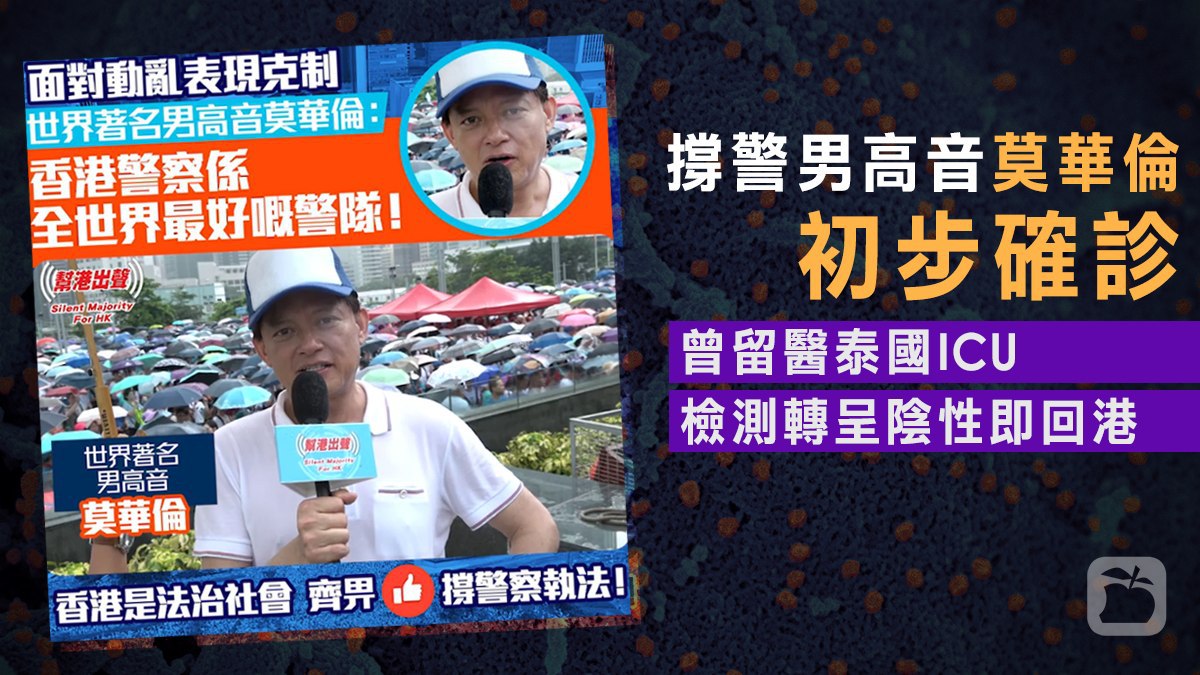 面對動亂表現克制
世界著名男高音莫華倫：
香港警察係
全世界最好嘅警隊！
幫港出聲
Silent Majority
For HK
幫港出聲
Silent Majority
For HK
世界著名
男高音
莫華倫
香港是法治社會 齊畀 撐警察執法！
撐警男高音莫華倫
初步確診
曾留醫泰國ICU
檢測轉呈陰性即回港